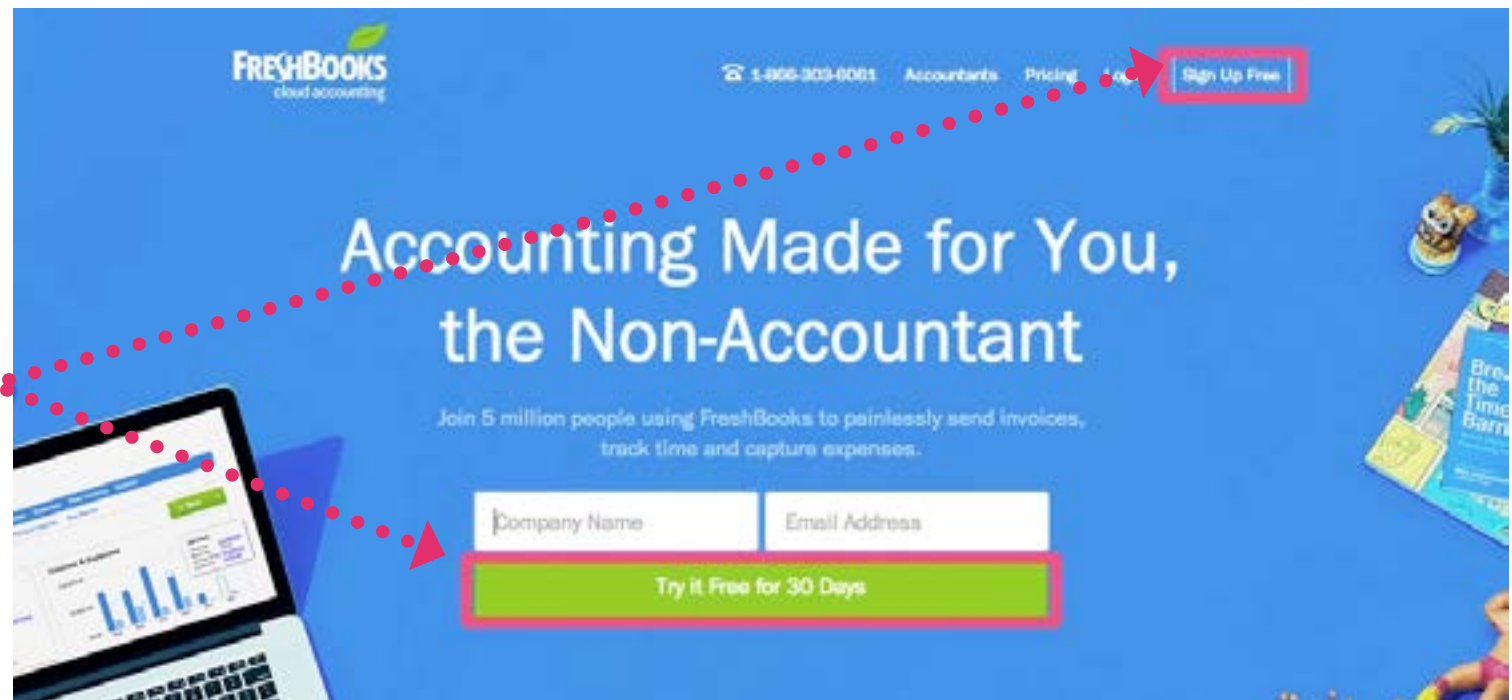 FRESHBOOKS
cloud accounting
1-866-303-6061 Accountants Pricing Sign Up Free
Accounting Made for You,
the Non-Accountant
Join 5 million people using FreshBooks to painlessly send invoices,
track time and capture expenses.
Company Name Email Address
Try it Free for 30 Days
the